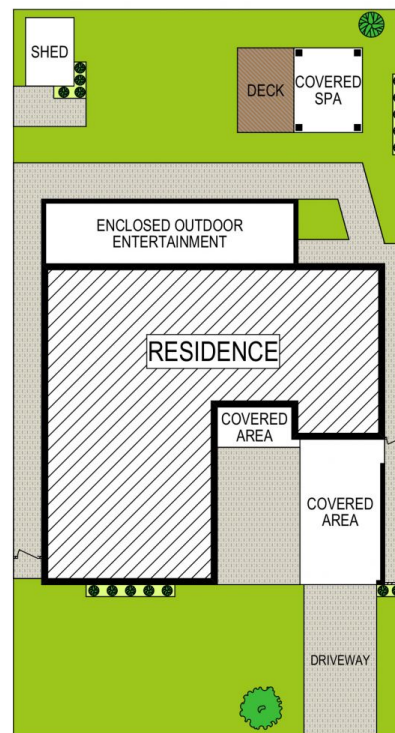 SHED
DECK
COVERED
SPA
ENCLOSED OUTDOOR
ENTERTAINMENT
RESIDENCE
COVERED
AREA
COVERED
AREA
DRIVEWAY